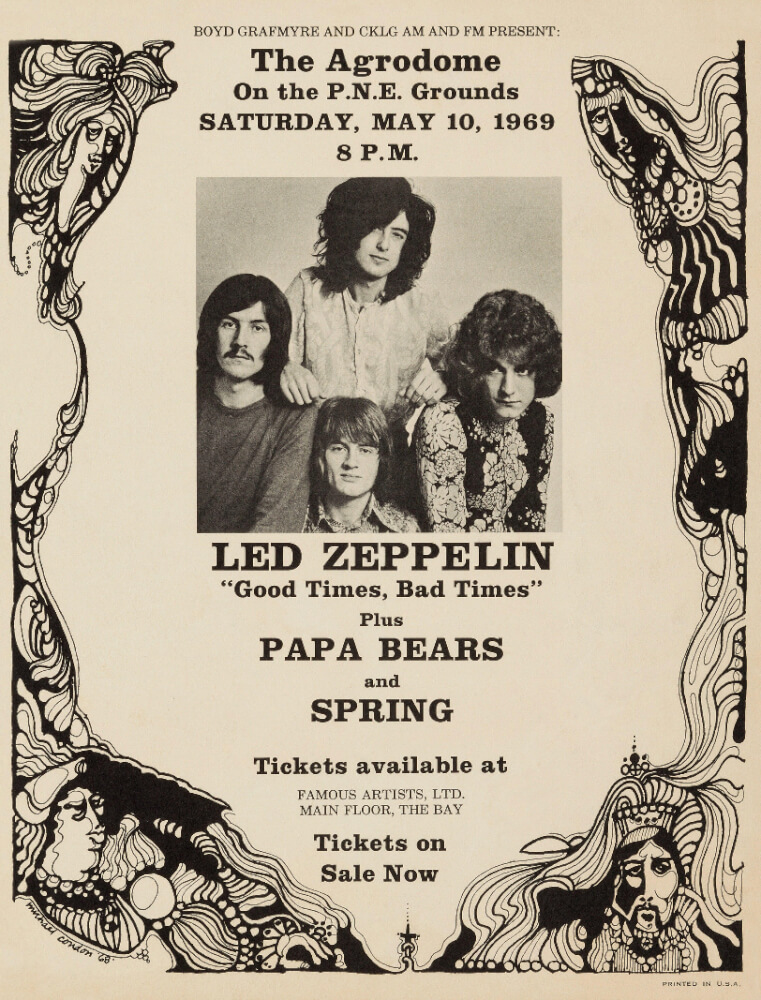 BOYD GRAFMYRE AND CKLG AM AND FM PRESENT:
The Agrodome
On the P.N.E. Grounds
SATURDAY, MAY 10, 1969
8 P.M.
LED ZEPPELIN
“Good Times, Bad Times”
Plus
PAPA BEARS
and
SPRING
Tickets available at
FAMOUS ARTISTS, LTD.
MAIN FLOOR, THE BAY
Tickets on
Sale Now
'68
PRINTED IN U.S.A.